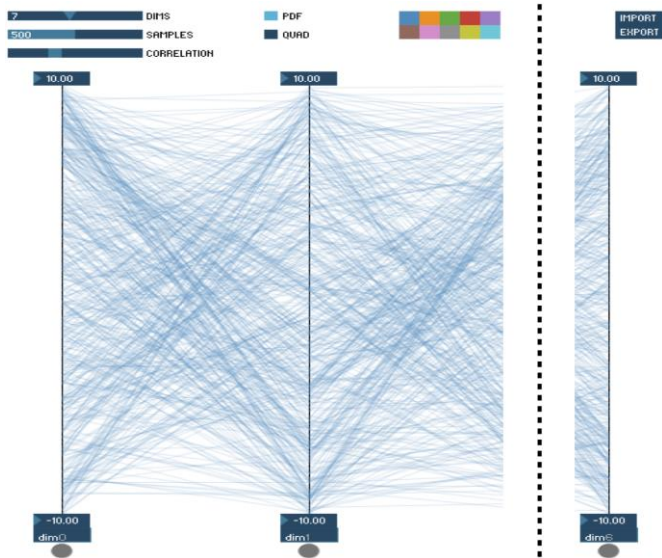 7 DIMS PDF IMPORT
500 SAMPLES QUAD EXPORT
CORRELATION
10.00 10.00 10.00
-10.00 -10.00 -10.00
dim0 dim1 dim6